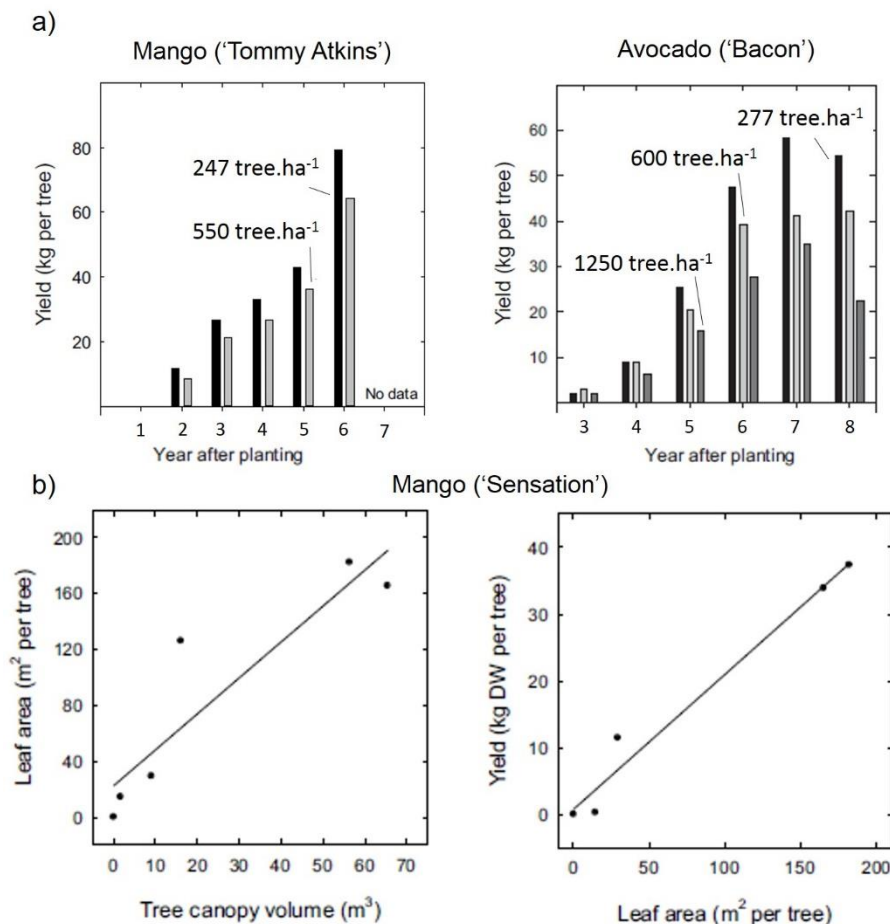 a)
Mango (‘Tommy Atkins’)
Yield (kg per tree)
80
60
40
20
247 tree.ha-1
550 tree.ha-1
No data
1 2 3 4 5 6 7
Year after planting
Avocado (‘Bacon’)
Yield (kg per tree)
60
50
40
30
20
10
277 tree.ha-1
600 tree.ha-1
1250 tree.ha-1
3 4 5 6 7 8
Year after planting
b)
Mango (‘Sensation’)
Leaf area (m2 per tree)
200
160
120
80
40
0
0 10 20 30 40 50 60 70
Tree canopy volume (m3)
Yield (kg DW per tree)
40
30
20
10
0
0 50 100 150 200
Leaf area (m2 per tree)